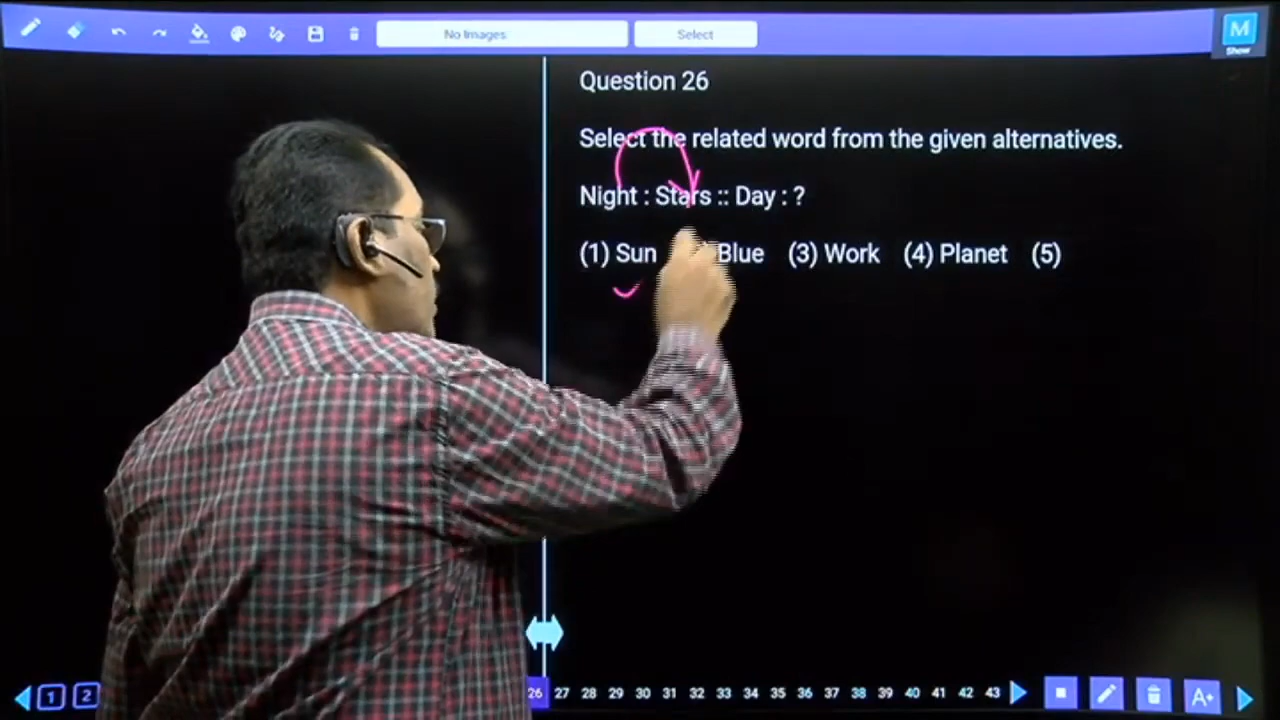 No Images
Select
M
Show
Question 26
Select the related word from the given alternatives.
Night : Stars :: Day : ?
(1) Sun ) Blue (3) Work (4) Planet (5)
1 2 26 27 28 29 30 31 32 33 34 35 36 37 38 39 40 41 42 43 A+